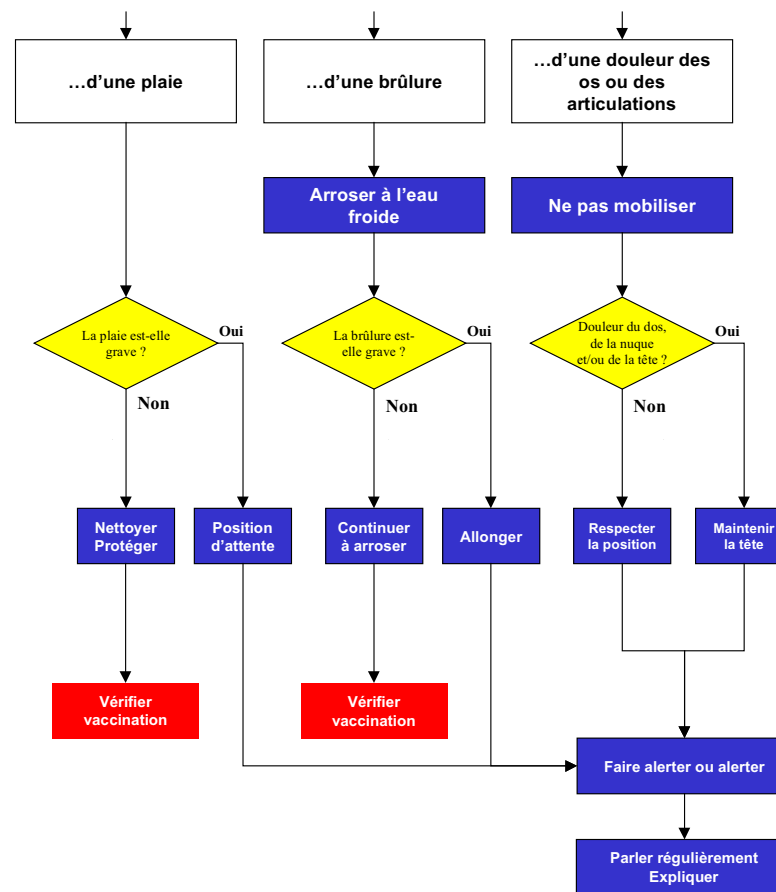 …d’une plaie
…d’une brûlure
…d’une douleur des
os ou des
articulations
Arroser à l’eau
froide
Ne pas mobiliser
La plaie est-elle
grave ?
Oui
La brûlure est-
elle grave ?
Oui
Douleur du dos,
de la nuque
et/ou de la tête ?
Oui
Non
Non
Non
Nettoyer
Protéger
Position
d’attente
Continuer
à arroser
Allonger
Respecter
la position
Maintenir
la tête
Vérifier
vaccination
Vérifier
vaccination
Faire alerter ou alerter
Parler régulièrement
Expliquer